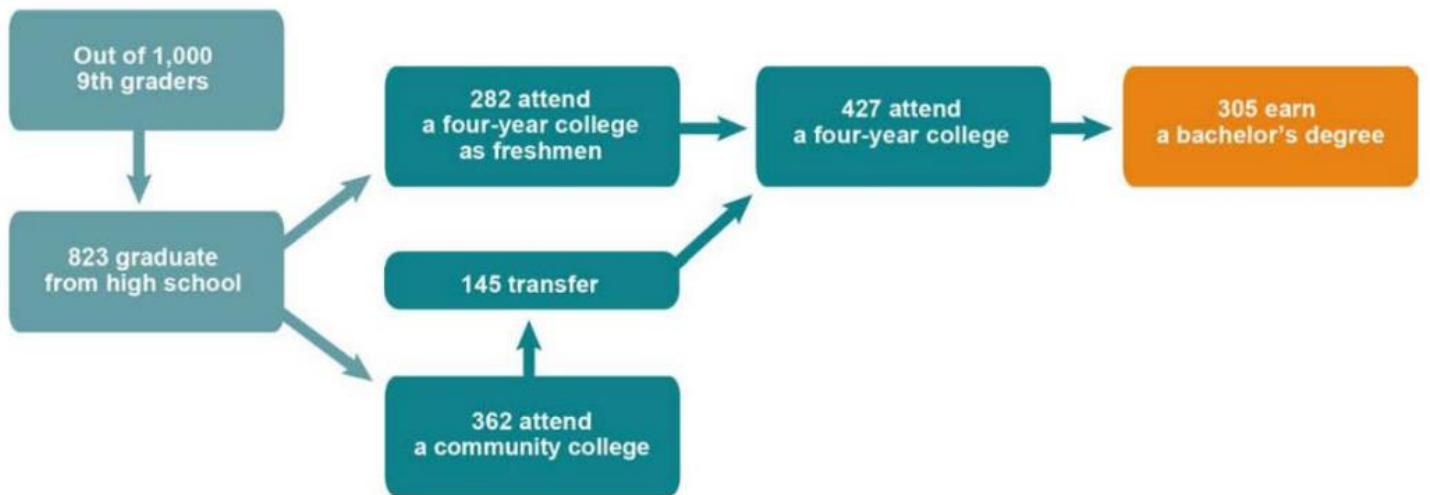 Out of 1,000
9th graders
823 graduate
from high school
282 attend
a four-year college
as freshmen
145 transfer
362 attend
a community college
427 attend
a four-year college
305 earn
a bachelor’s degree